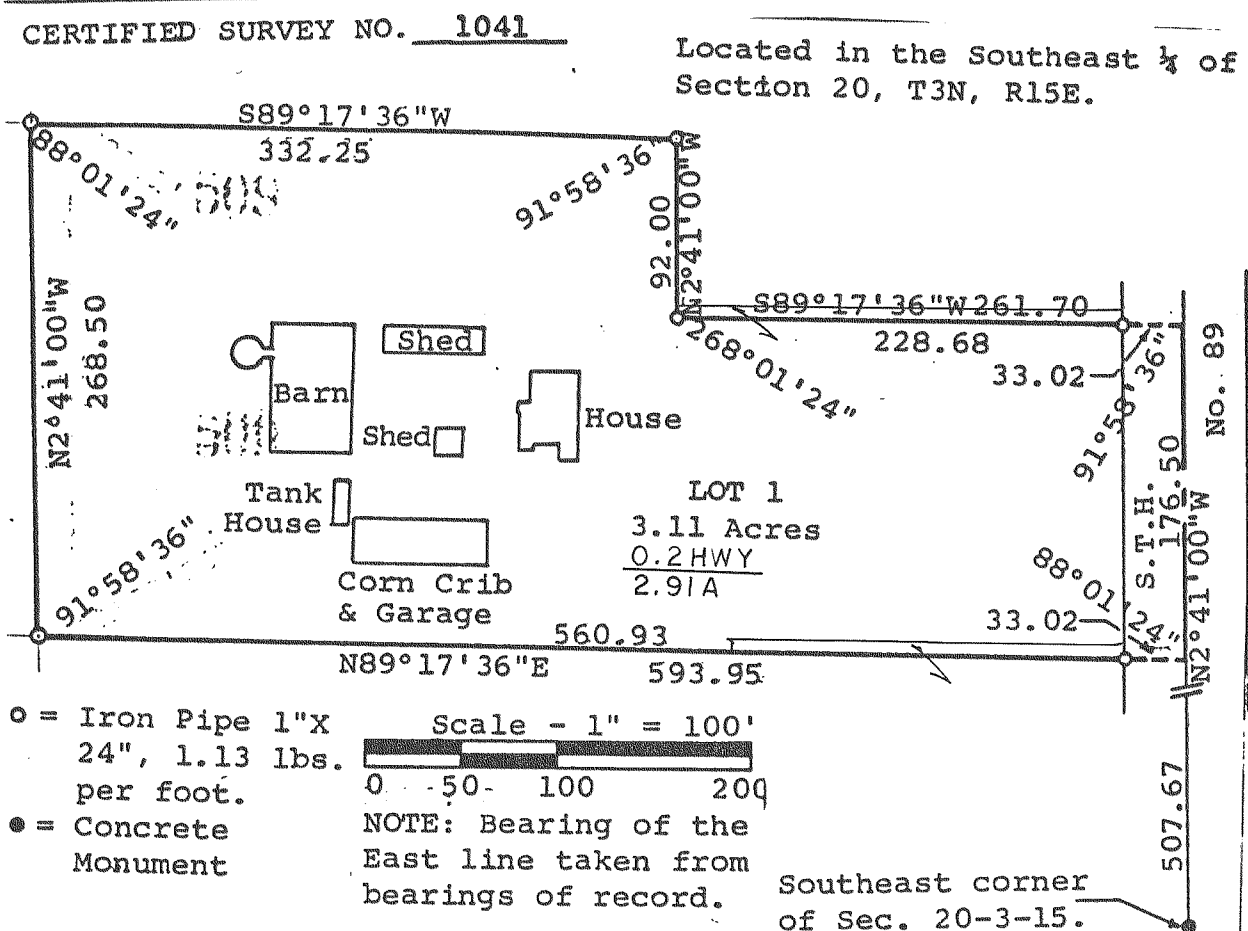 CERTIFIED SURVEY NO. 1041
Located in the Southeast ¼ of
Section 20, T3N, R15E.
S89°17'36"W
332.25
88°01'24"
91°58'36"
92.00
N2°41'00"W
S89°17'36"W 261.70
228.68
268°01'24"
33.02
91°58'36"
No. 89
S.T.H.
176.50
N2°41'00"W
N2°41'00"W
268.50
Barn
Shed
Shed
House
Tank
House
Corn Crib
& Garage
LOT 1
3.11 Acres
0.2 HWY
2.91A
91°58'36"
88°01'24"
33.02
560.93
N89°17'36"E
593.95
o = Iron Pipe 1"X
24", 1.13 lbs.
per foot.
● = Concrete
Monument
Scale - 1" = 100'
0 50 100 200
NOTE: Bearing of the
East line taken from
bearings of record.
507.67
Southeast corner
of Sec. 20-3-15.